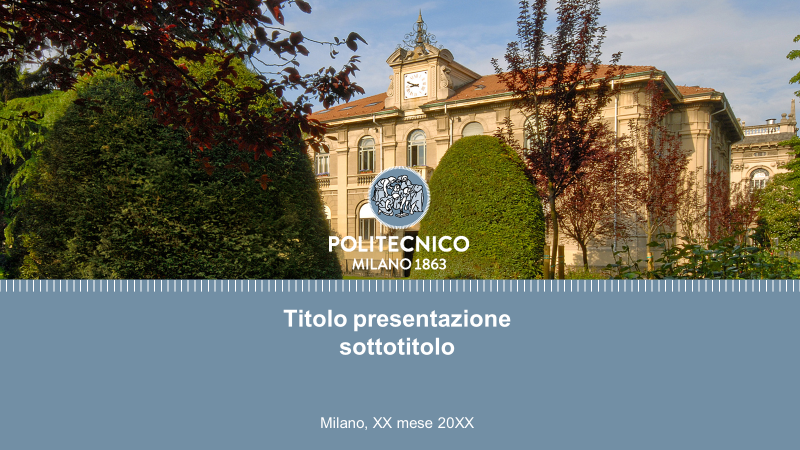 POLITECNICO
MILANO 1863
Titolo presentazione
sottotitolo
Milano, XX mese 20XX